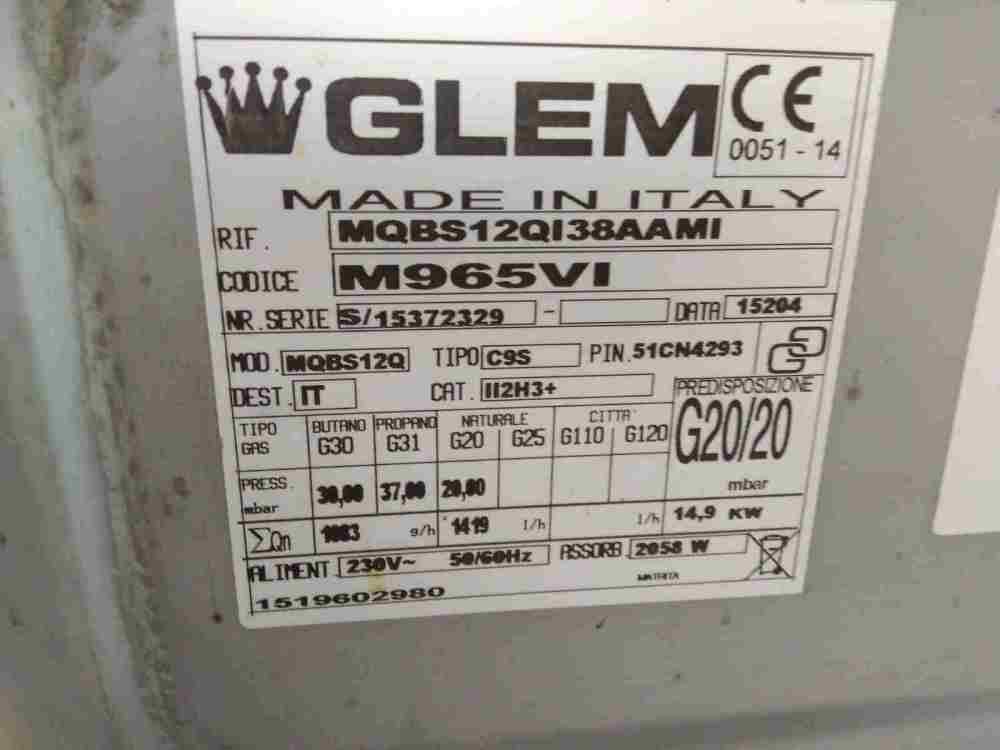 GLEM CE
0051 - 14
MADE IN ITALY
RIF. MQBS12QI38AAMI
CODICE M965VI
NR.SERIE S/15372329 - DATA 15204
MOD. MQBS12Q TIPO C9S PIN.51CN4293
DEST. IT CAT. II2H3+ PREDISPOSIZIONE
TIPO GAS BUTANO G30 PROPANO G31 NATURALE G20 G25 CITTA' G110 G120 G20/20
PRESS. mbar 30,00 37,00 20,00 mbar
∑Qn 1083 g/h 1419 l/h l/h 14,9 KW
ALIMENT. 230V~ 50/60Hz ASSORB. 2058 W
MATRITA
1519602980